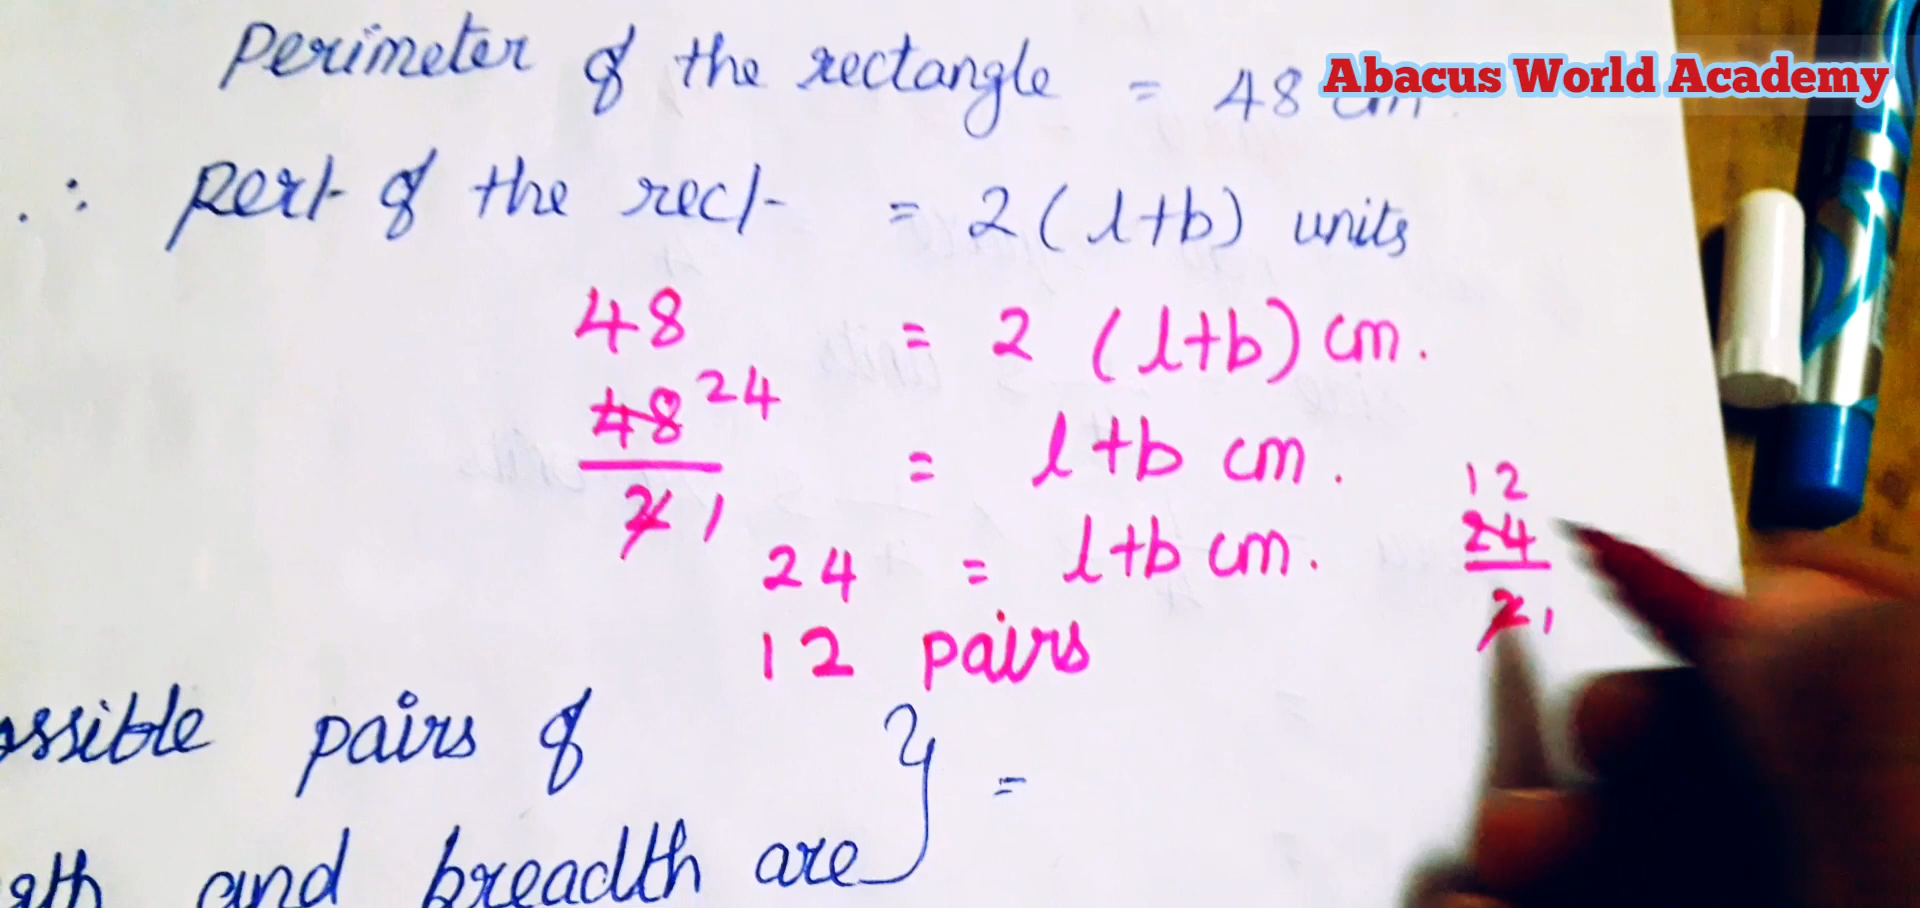 Abacus World Academy
Perimeter of the rectangle = 48 cm
∴ Peri of the rect = 2 ( l+b) units
48 = 2 ( l+b) cm.
48 24
2 1 = l+b cm.
24 = l+b cm.
12
24
2 1
12 pairs
pairs of } =
and breadth are